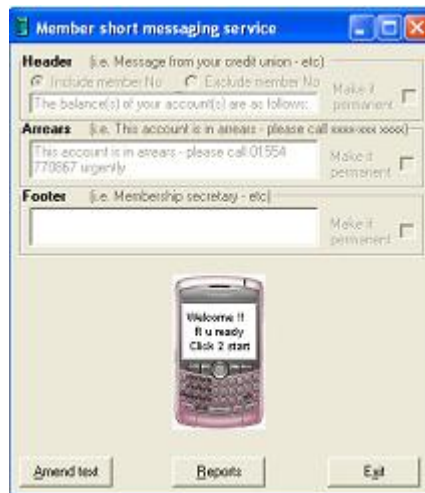 Member short messaging service
Header (i.e. Message from your credit union - etc)
Include member No Exclude member No
Make it permanent
The balance(s) of your account(s) are as follows:
Arrears (i.e. This account is in arrears - please call xxxx-xxx xxxx)
This account is in arrears - please call 01554
770867 urgently
Make it
permanent
Footer (i.e. Membership secretary - etc)
Make it
permanent
Welcome !!
R u ready
Click 2 start
Amend text Reports Exit